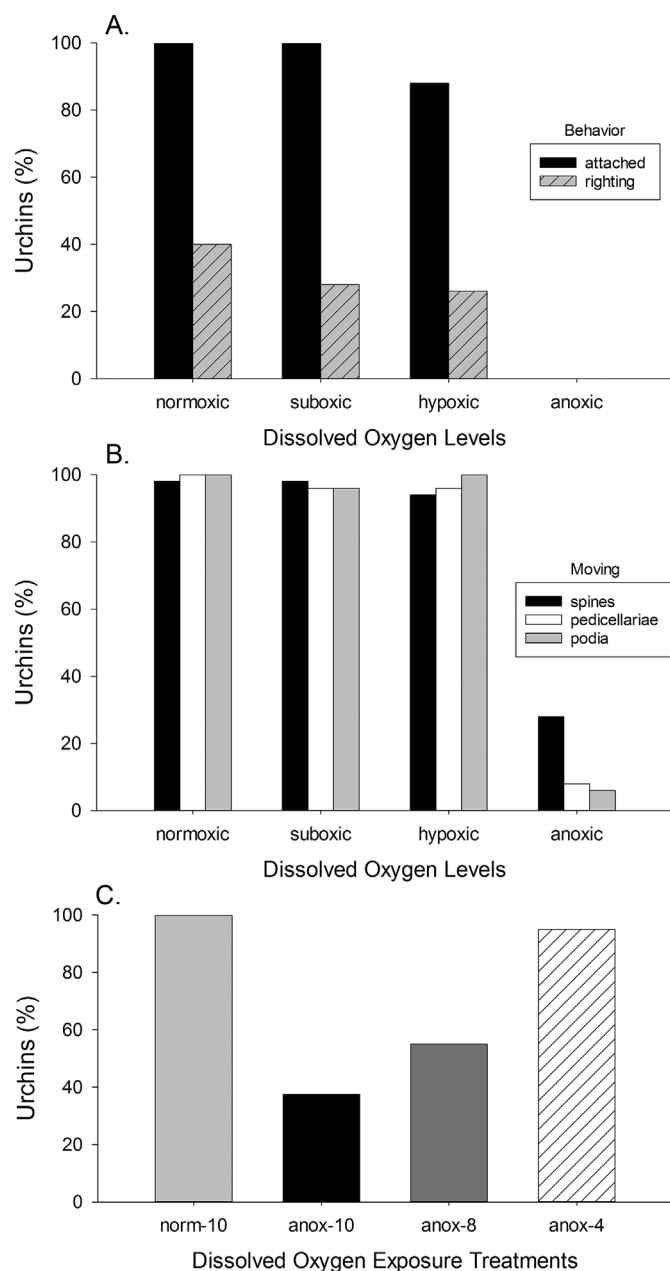 A.
100
80
60
40
20
0
Urchins (%)
Behavior
attached
righting
normoxic suboxic hypoxic anoxic
Dissolved Oxygen Levels
B.
100
80
60
40
20
0
Urchins (%)
Moving
spines
pedicellariae
podia
normoxic suboxic hypoxic anoxic
Dissolved Oxygen Levels
C.
100
80
60
40
20
0
Urchins (%)
norm-10 anox-10 anox-8 anox-4
Dissolved Oxygen Exposure Treatments